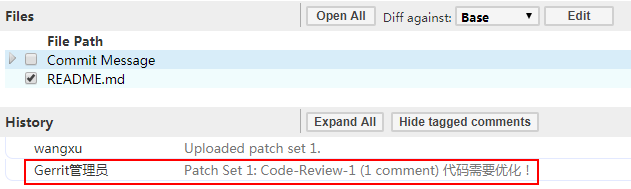 Files Open All Diff against: Base Edit
File Path
Commit Message
README.md
History Expand All Hide tagged comments
wangxu Uploaded patch set 1.
Gerrit管理员 Patch Set 1: Code-Review-1 (1 comment) 代码需要优化！